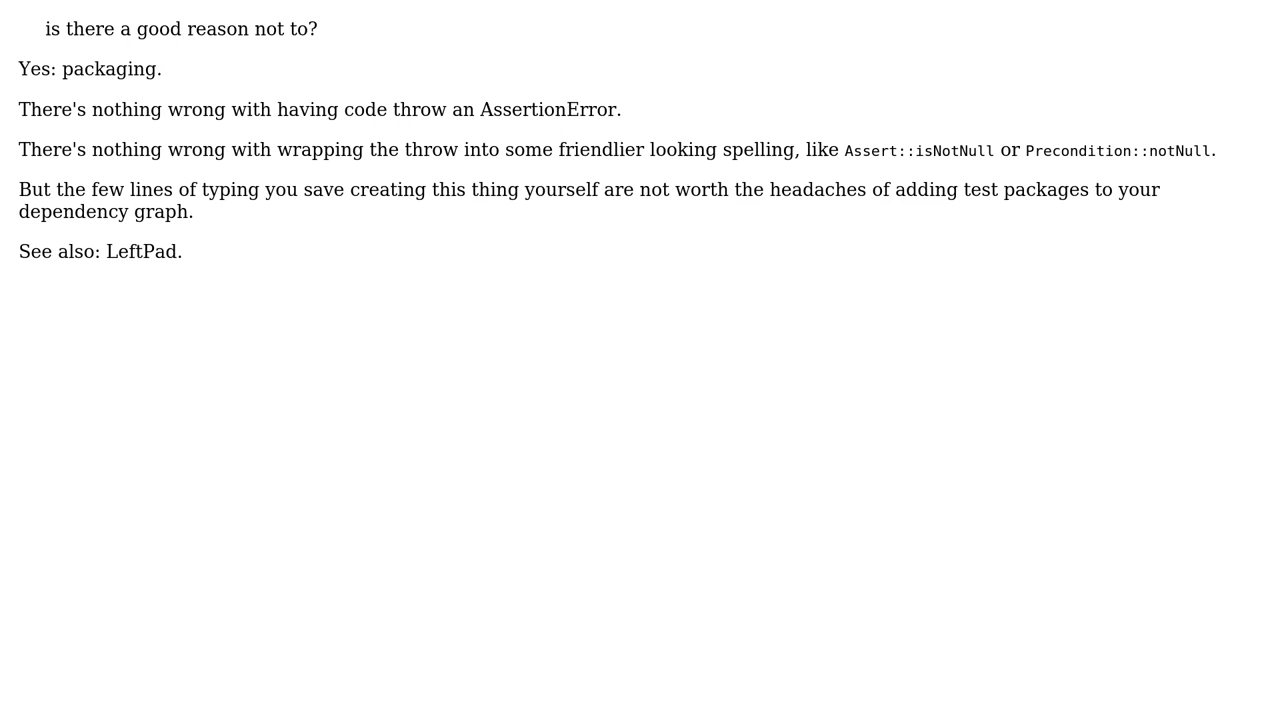 is there a good reason not to?
Yes: packaging.
There's nothing wrong with having code throw an AssertionError.
There's nothing wrong with wrapping the throw into some friendlier looking spelling, like Assert::isNotNull or Precondition::notNull.
But the few lines of typing you save creating this thing yourself are not worth the headaches of adding test packages to your
dependency graph.
See also: LeftPad.